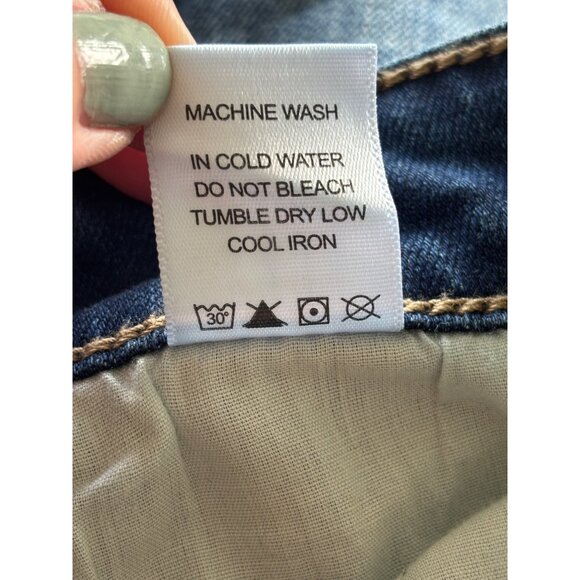 MACHINE WASH
IN COLD WATER
DO NOT BLEACH
TUMBLE DRY LOW
COOL IRON
30°